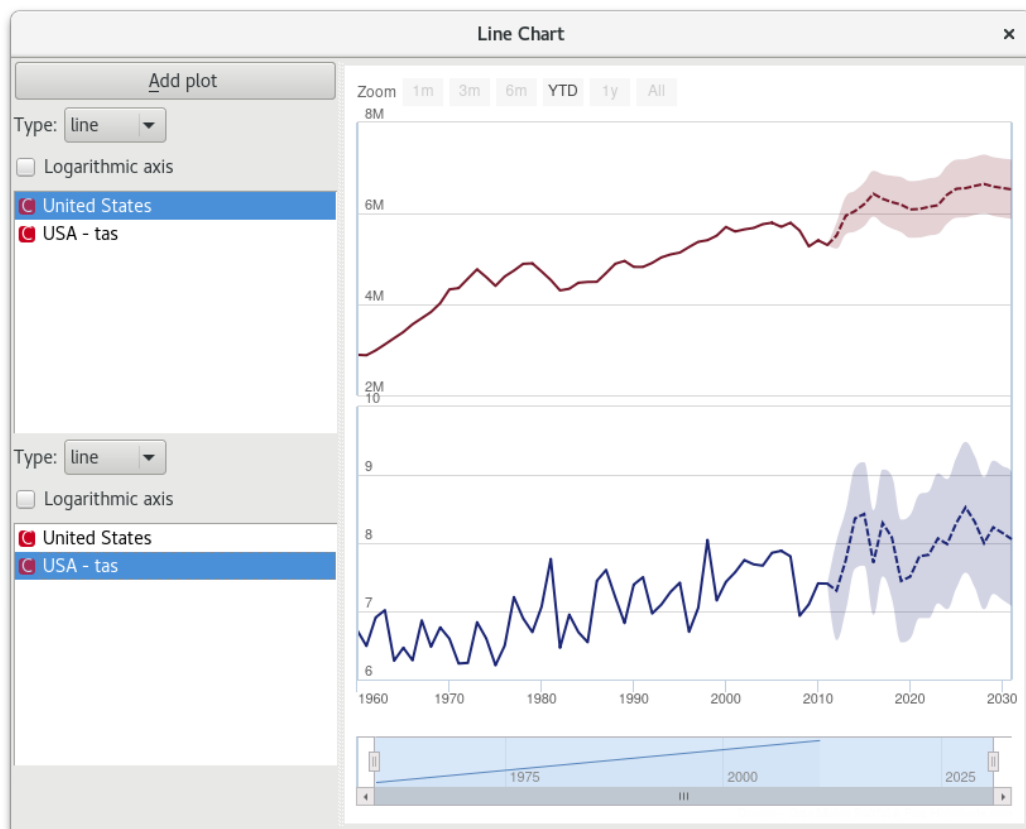 Line Chart ×
Add plot
Type: line
Logarithmic axis
C United States
C USA - tas
Type: line
Logarithmic axis
C United States
C USA - tas
Zoom 1m 3m 6m YTD 1y All
8M
6M
4M
2M
10
9
8
7
6
1960 1970 1980 1990 2000 2010 2020 2030
1975 2000 2025